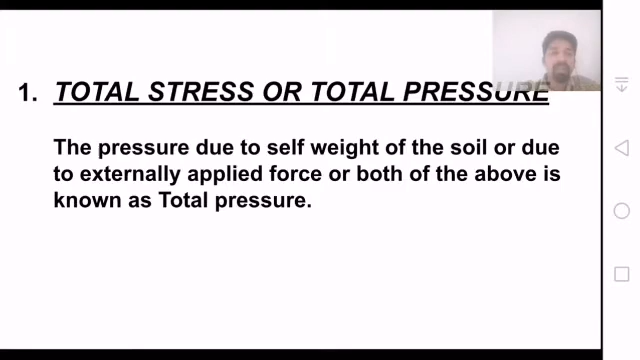 1. TOTAL STRESS OR TOTAL PRESSURE
The pressure due to self weight of the soil or due
to externally applied force or both of the above is
known as Total pressure.